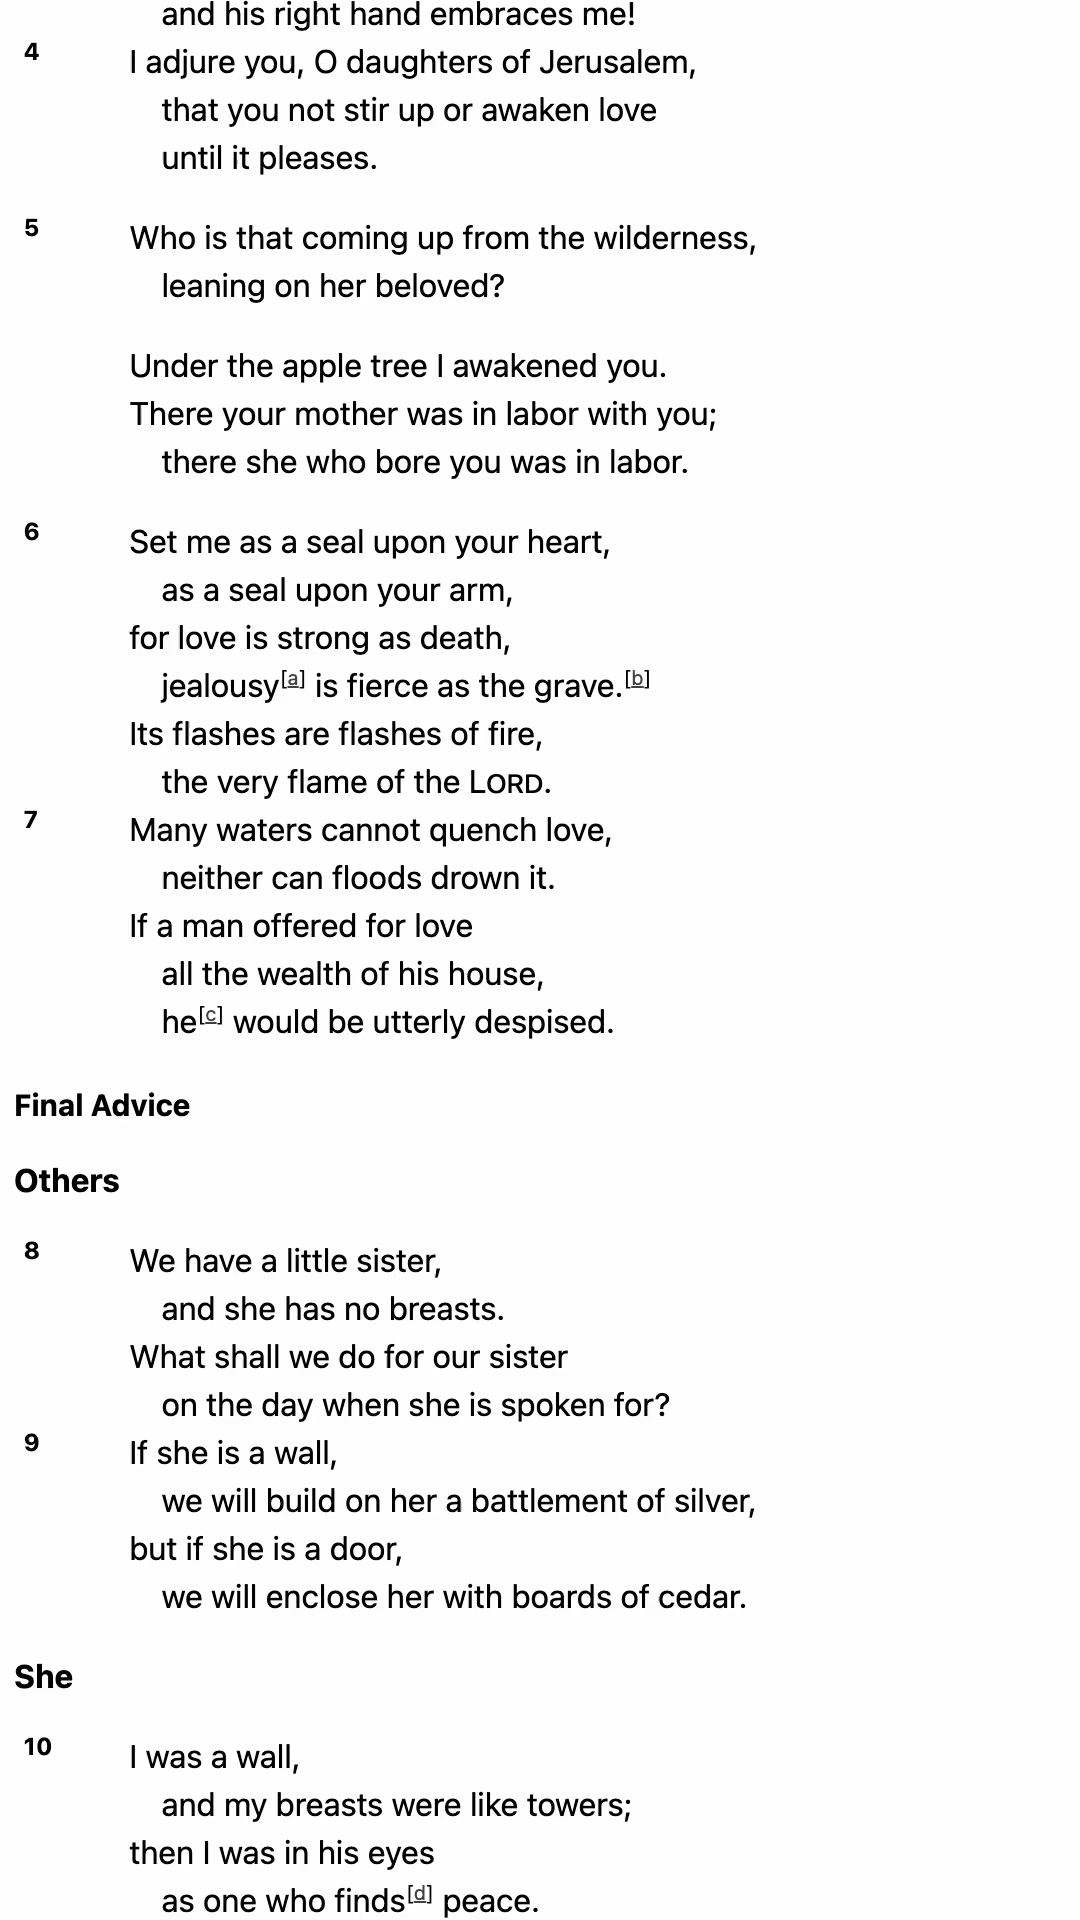 and his right hand embraces me!
4 I adjure you, O daughters of Jerusalem,
that you not stir up or awaken love
until it pleases.
5 Who is that coming up from the wilderness,
leaning on her beloved?
Under the apple tree I awakened you.
There your mother was in labor with you;
there she who bore you was in labor.
6 Set me as a seal upon your heart,
as a seal upon your arm,
for love is strong as death,
jealousy[a] is fierce as the grave.[b]
Its flashes are flashes of fire,
the very flame of the LORD.
7 Many waters cannot quench love,
neither can floods drown it.
If a man offered for love
all the wealth of his house,
he[c] would be utterly despised.
Final Advice
Others
8 We have a little sister,
and she has no breasts.
What shall we do for our sister
on the day when she is spoken for?
9 If she is a wall,
we will build on her a battlement of silver,
but if she is a door,
we will enclose her with boards of cedar.
She
10 I was a wall,
and my breasts were like towers;
then I was in his eyes
as one who finds[d] peace.